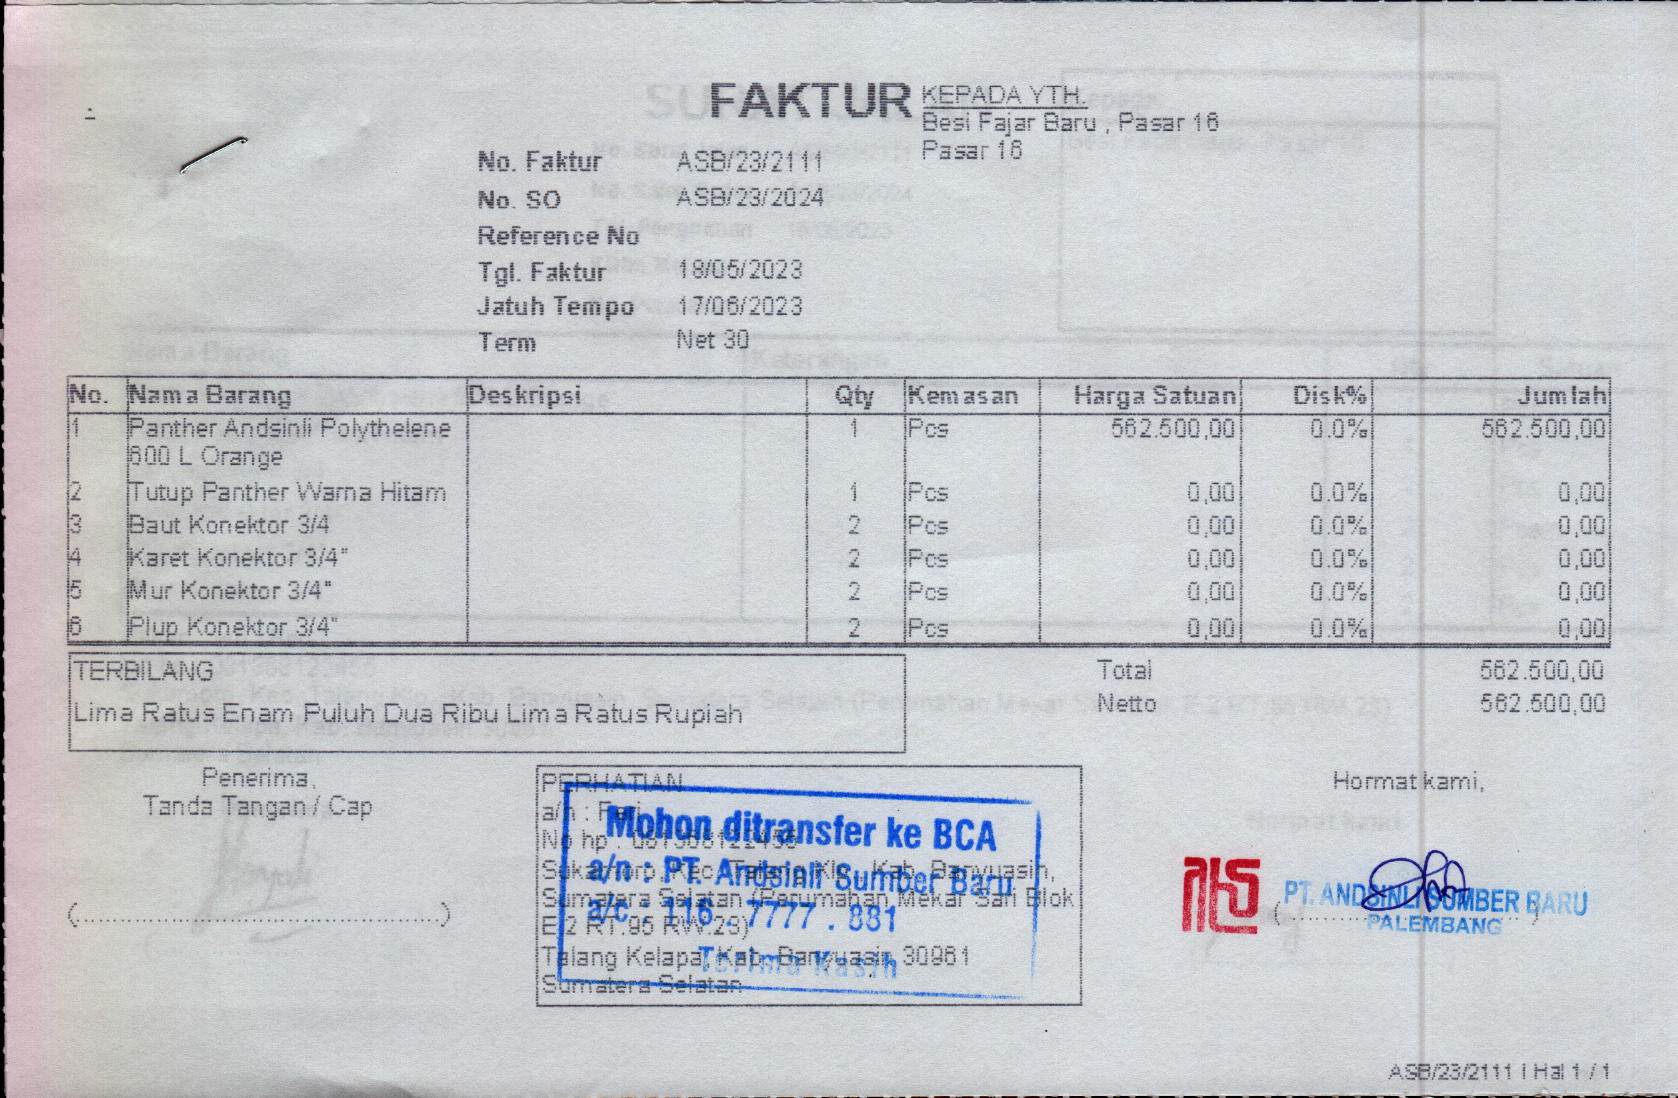 FAKTUR
KEPADA YTH.
Besi Fajar Baru , Pasar 16
Pasar 16
No. Faktur ASB/23/2111
No. SO ASB/23/2024
Reference No
Tgl. Faktur 18/05/2023
Jatuh Tempo 17/06/2023
Term Net 30
No. Nama Barang Deskripsi Qty Kemasan Harga Satuan Disk% Jumlah
1 Panther Andsinli Polythelene 1 Pcs 562.500,00 0.0% 562.500,00
600 L Orange
2 Tutup Panther Warna Hitam 1 Pcs 0,00 0.0% 0,00
3 Baut Konektor 3/4 2 Pcs 0,00 0.0% 0,00
4 Karet Konektor 3/4" 2 Pcs 0,00 0.0% 0,00
5 Mur Konektor 3/4" 2 Pcs 0,00 0.0% 0,00
6 Plup Konektor 3/4" 2 Pcs 0,00 0.0% 0,00
TERBILANG
Lima Ratus Enam Puluh Dua Ribu Lima Ratus Rupiah
Total 562.500,00
Netto 562.500,00
Penerima,
Tanda Tangan / Cap
(............................................)
PERHATIAN
a/n :
No hp :
Sukamoro, Kec. Talang Klp., Kab. Banyuasin,
Sumatera Selatan (Perumahan Mekar Sari Blok
E 2 RT.95 RW.23)
Talang Kelapa, Kab. Banyuasin 30961
Sumatera Selatan
Mohon ditransfer ke BCA
a/n : PT. Andsinli Sumber Baru
a/c. 116. 7777 . 881
Terima Kasih
Hormat kami,
PT. ANDSINLI SUMBER BARU
PALEMBANG
ASB/23/2111 I Hal 1 / 1